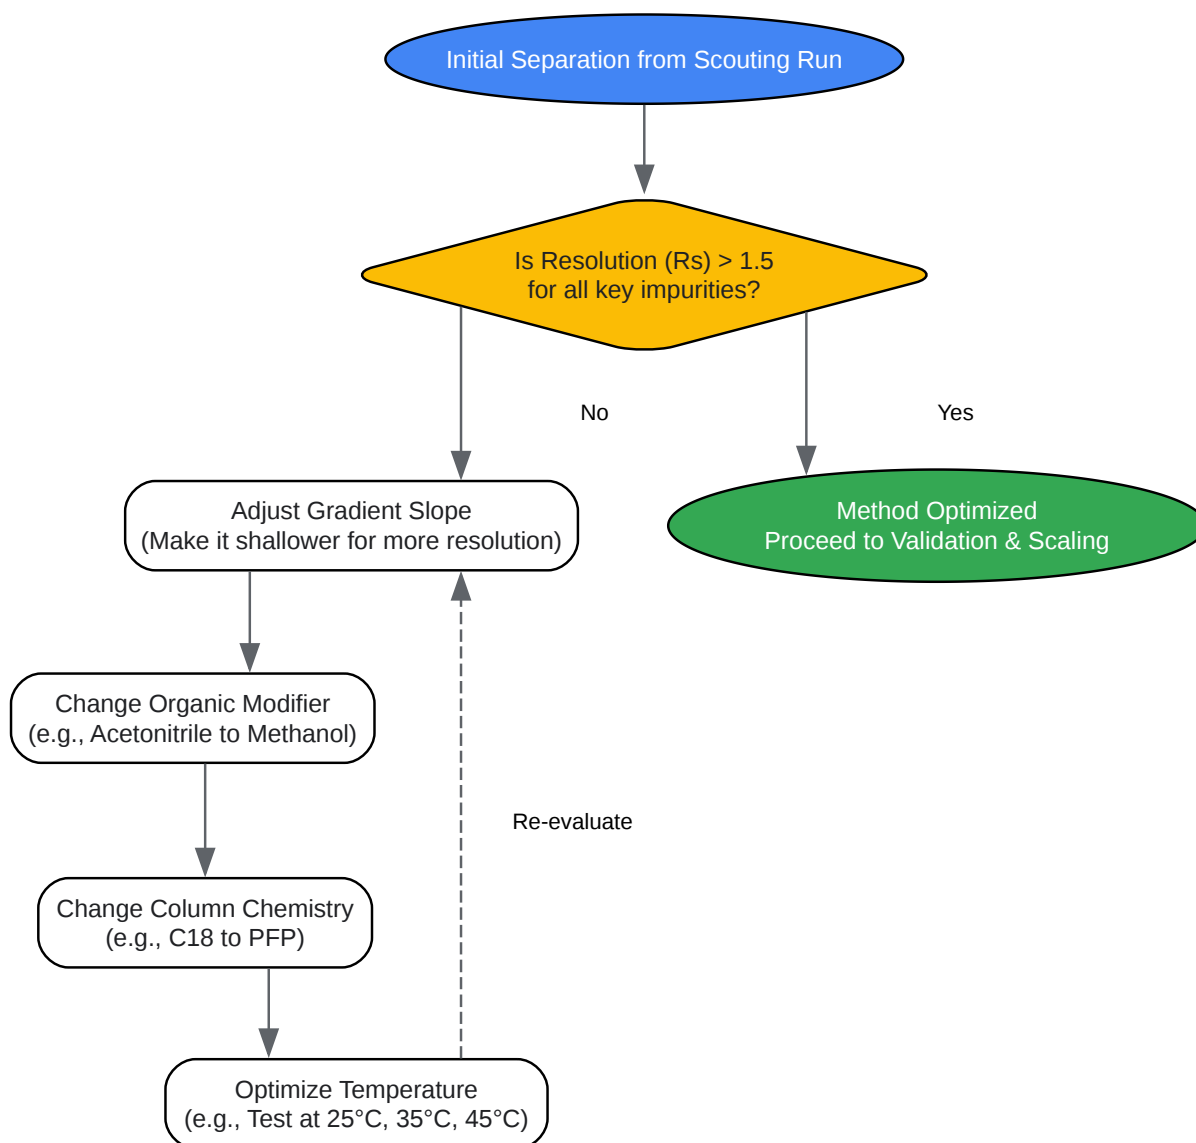 Initial Separation from Scouting Run
Is Resolution (Rs) > 1.5
for all key impurities?
No
Yes
Adjust Gradient Slope
(Make it shallower for more resolution)
Method Optimized
Proceed to Validation & Scaling
Change Organic Modifier
(e.g., Acetonitrile to Methanol)
Re-evaluate
Change Column Chemistry
(e.g., C18 to PFP)
Optimize Temperature
(e.g., Test at 25°C, 35°C, 45°C)